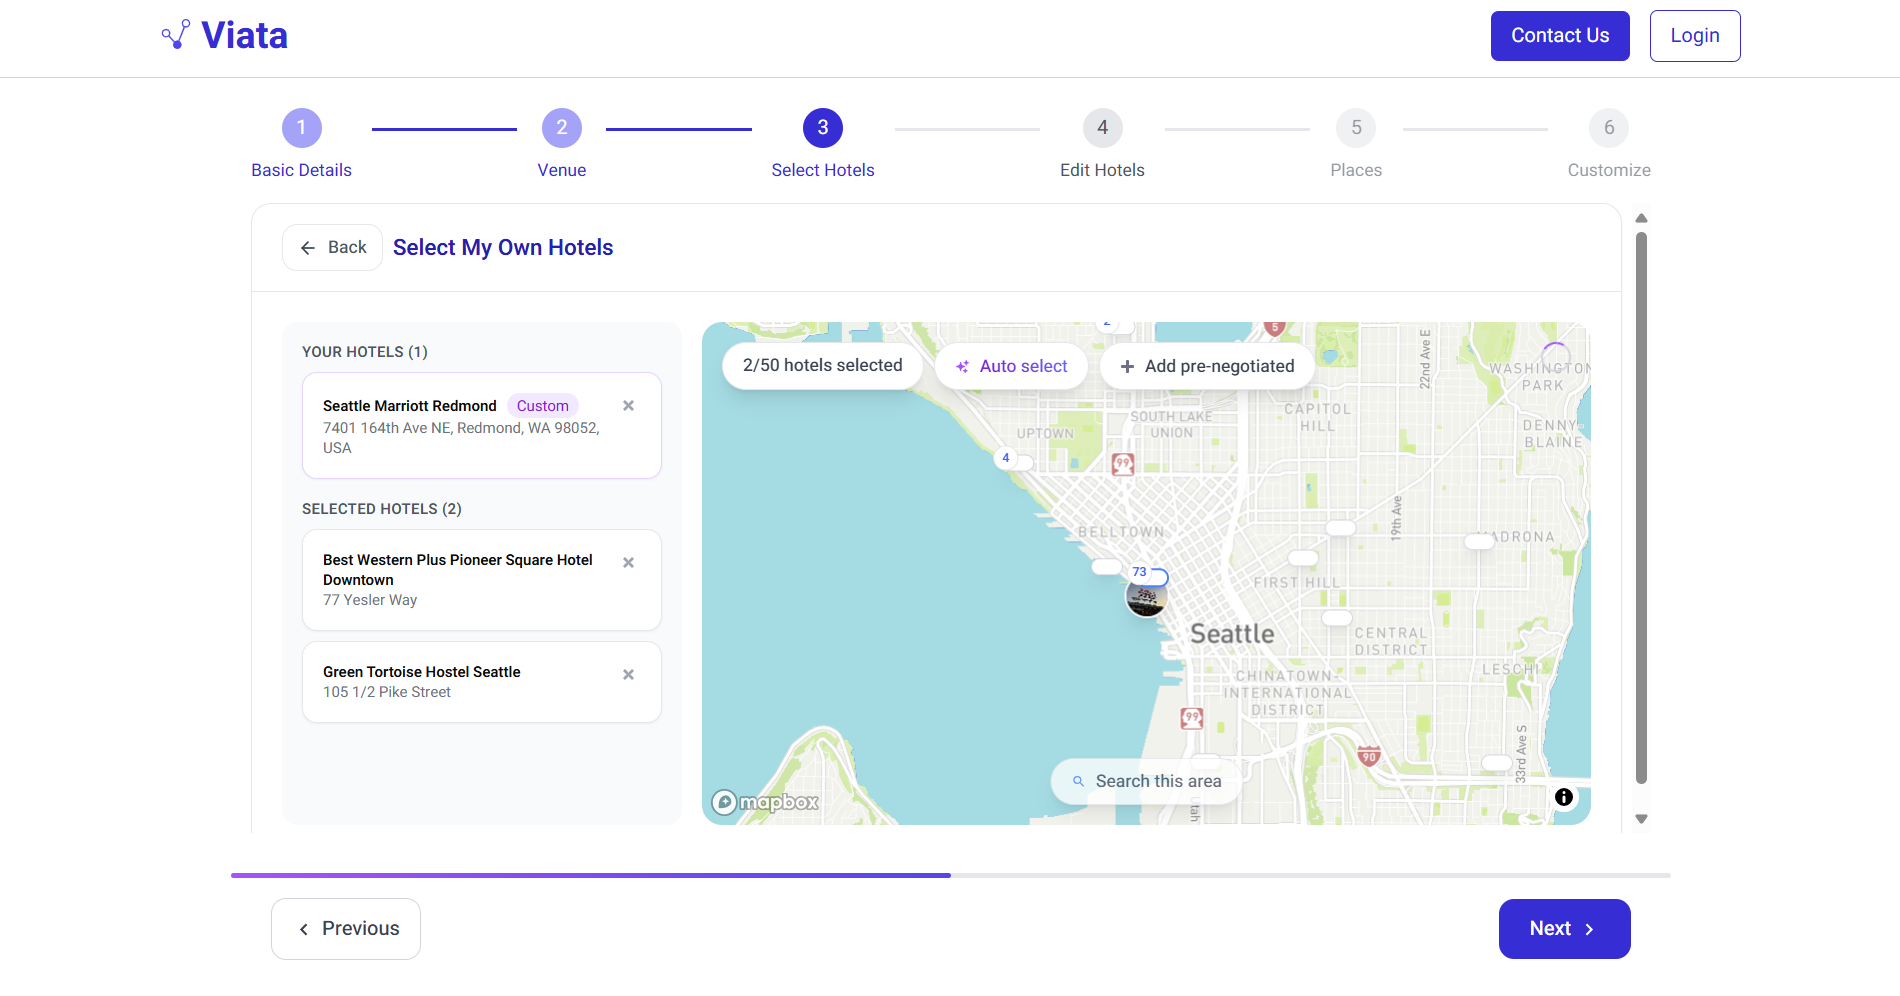 Viata
Contact Us
Login
1
2
3
4
5
6
Basic Details
Venue
Select Hotels
Edit Hotels
Places
Customize
Back
Select My Own Hotels
YOUR HOTELS (1)
Seattle Marriott Redmond
Custom
7401 164th Ave NE, Redmond, WA 98052,
USA
SELECTED HOTELS (2)
Best Western Plus Pioneer Square Hotel
Downtown
77 Yesler Way
Green Tortoise Hostel Seattle
105 1/2 Pike Street
2
5
2/50 hotels selected
Auto select
Add pre-negotiated
22nd Ave E
WASHINGTON
PARK
CAPITOL
HILL
SOUTH LAKE
UNION
UPTOWN
DENNY-
BLAINE
4
99
19th Ave
BELLTOWN
MADRONA
73
FIRST HILL
Seattle
CENTRAL
DISTRICT
LESCHI
CHINATOWN-
INTERNATIONAL
DISTRICT
99
90
33rd Ave S
Search this area
Utah
mapbox
Previous
Next